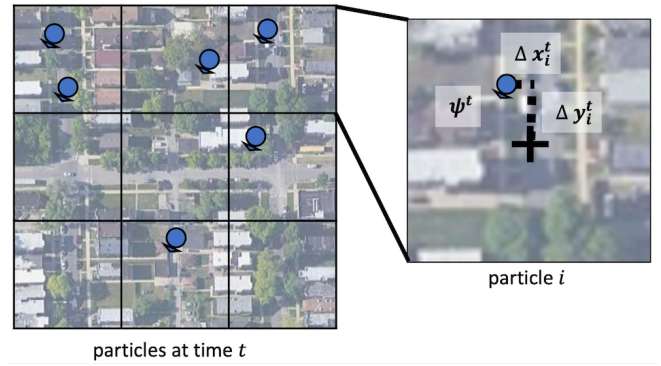 Δ x_i^t
ψ^t
Δ y_i^t
particle i
particles at time t